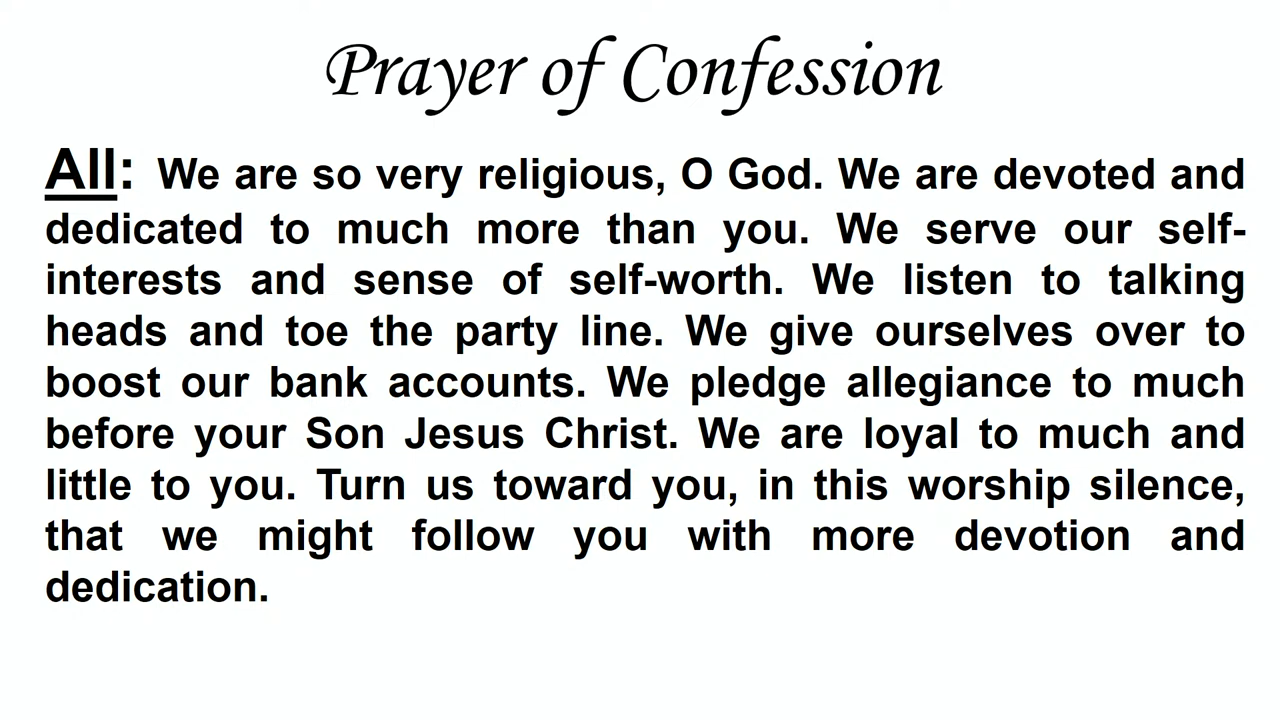 Prayer of Confession
All: We are so very religious, O God. We are devoted and
dedicated to much more than you. We serve our self-
interests and sense of self-worth. We listen to talking
heads and toe the party line. We give ourselves over to
boost our bank accounts. We pledge allegiance to much
before your Son Jesus Christ. We are loyal to much and
little to you. Turn us toward you, in this worship silence,
that we might follow you with more devotion and
dedication.